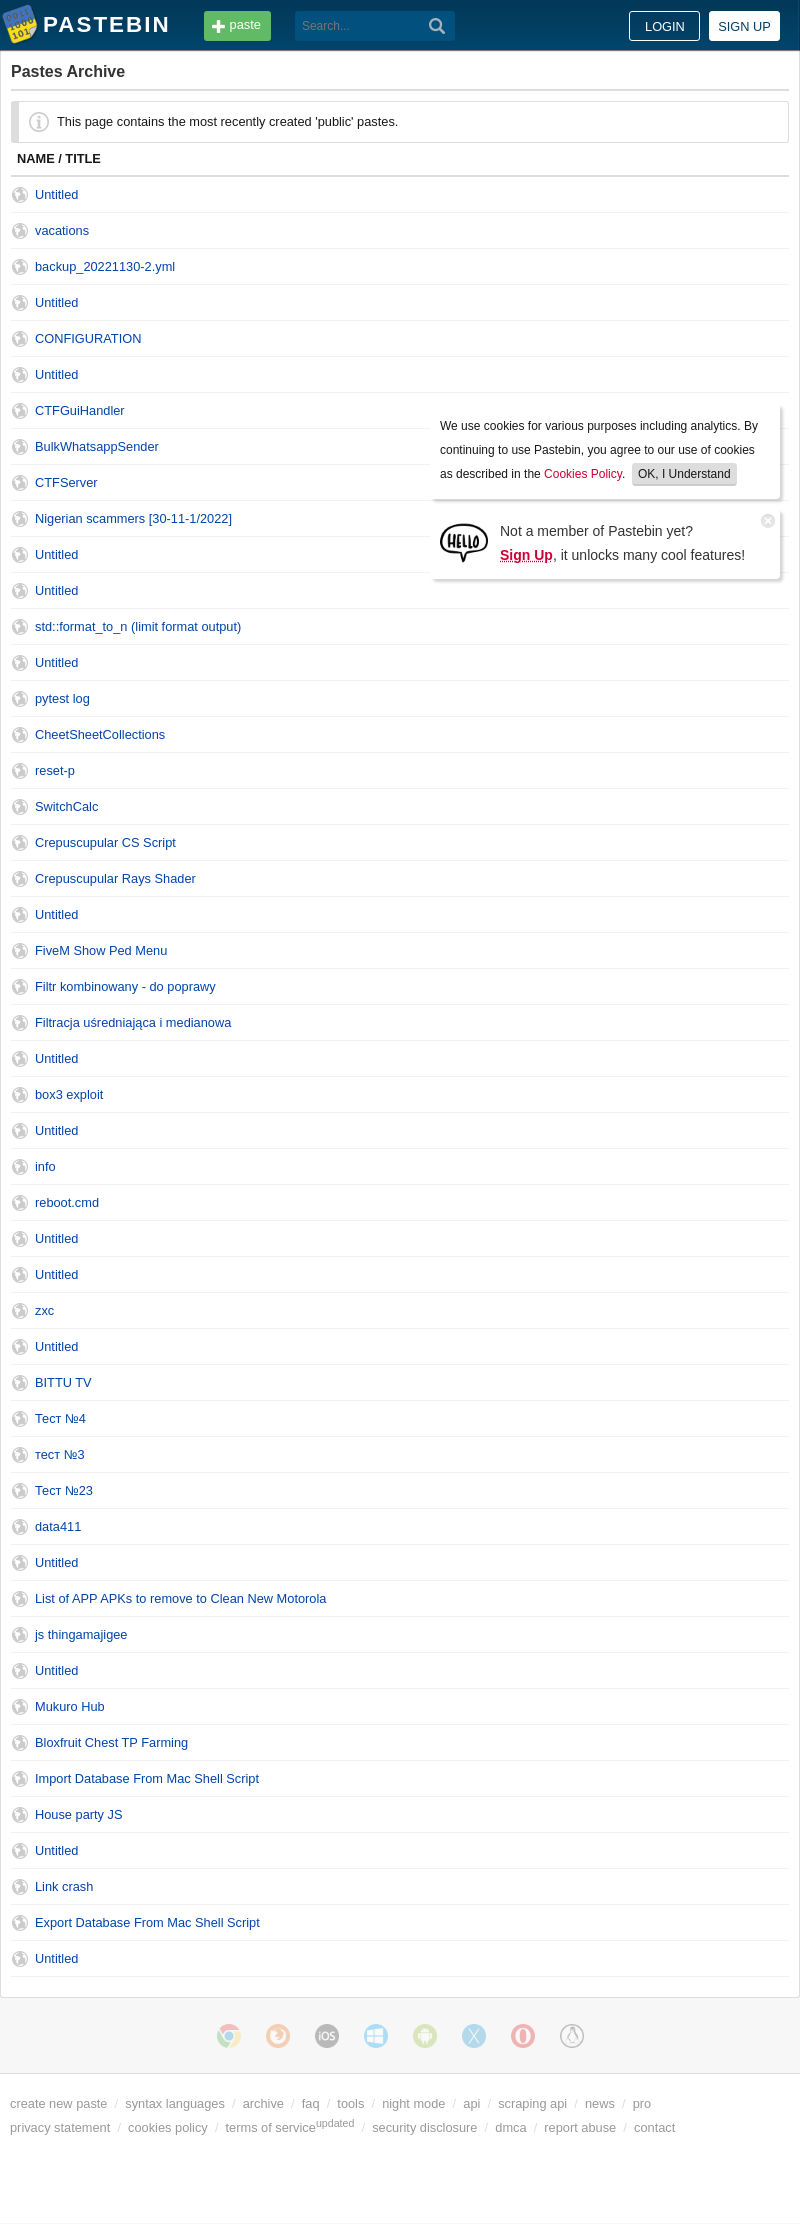 PASTEBIN
paste
Search...
LOGIN
SIGN UP
Pastes Archive
This page contains the most recently created 'public' pastes.
NAME / TITLE
Untitled
vacations
backup_20221130-2.yml
Untitled
CONFIGURATION
Untitled
CTFGuiHandler
BulkWhatsappSender
CTFServer
Nigerian scammers [30-11-1/2022]
Untitled
Untitled
We use cookies for various purposes including analytics. By
continuing to use Pastebin, you agree to our use of cookies
as described in the Cookies Policy. OK, I Understand
HELLO
Not a member of Pastebin yet?
Sign Up, it unlocks many cool features!
std::format_to_n (limit format output)
Untitled
pytest log
CheetSheetCollections
reset-p
SwitchCalc
Crepuscupular CS Script
Crepuscupular Rays Shader
Untitled
FiveM Show Ped Menu
Filtr kombinowany - do poprawy
Filtracja uśredniająca i medianowa
Untitled
box3 exploit
Untitled
info
reboot.cmd
Untitled
Untitled
zxc
Untitled
BITTU TV
Тест №4
тест №3
Тест №23
data411
Untitled
List of APP APKs to remove to Clean New Motorola
js thingamajigee
Untitled
Mukuro Hub
Bloxfruit Chest TP Farming
Import Database From Mac Shell Script
House party JS
Untitled
Link crash
Export Database From Mac Shell Script
Untitled
iOS
create new paste / syntax languages / archive / faq / tools / night mode / api / scraping api / news / pro
privacy statement / cookies policy / terms of service updated / security disclosure / dmca / report abuse / contact